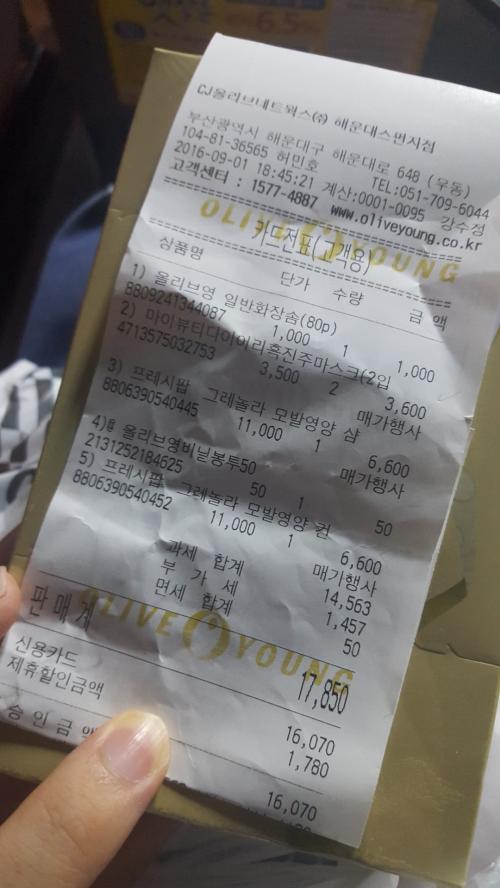 CJ올리브네트웍스㈜ 해운대스펀지점
부산광역시 해운대구 해운대로 648 (우동)
104-81-36565 허민호 TEL:051-709-6044
2016-09-01 18:45:21 계산:0001-0095 강수정
고객센터 : 1577-4887 www.oliveyoung.co.kr
OLIVE YOUNG
카드전표(고객용)
상품명 단가 수량 금액
1) 올리브영 일반화장솜(80p)
8809241344087 1,000 1 1,000
2) 마이뷰티다이어리흑진주마스크(2입
4713575032753 3,500 2 3,600
매가행사
3) 프레시팝 그레놀라 모발영양 샴
8806390540445 11,000 1 6,600
매가행사
4) 올리브영비닐봉투50
2131252184625 50 1 50
5) 프레시팝 그레놀라 모발영양 컨
8806390540452 11,000 1 6,600
매가행사
과세 합계 14,563
부 가 세 1,457
면세 합계 50
OLIVE YOUNG
판매계 17,850
신용카드 16,070
제휴할인금액 1,780
승인금액 16,070